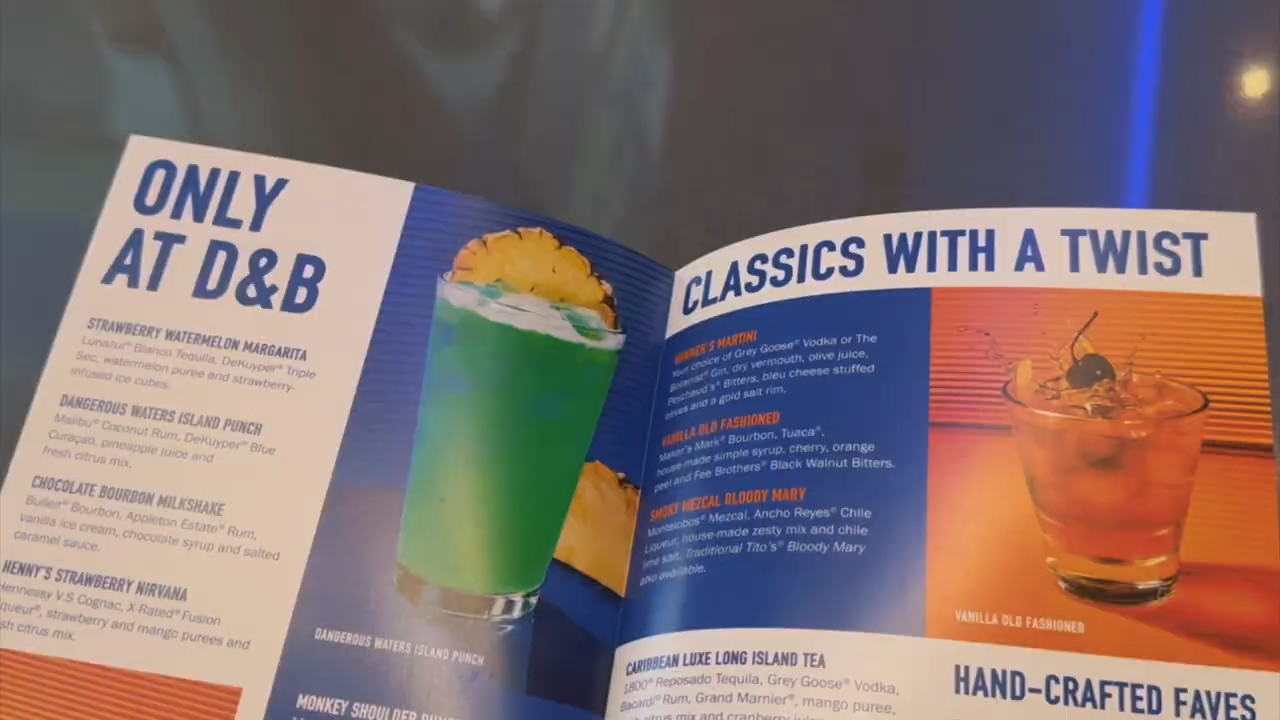 ONLY
AT D&B
STRAWBERRY WATERMELON MARGARITA
Lunazul® Blanco Tequila, DeKuyper® Triple
Sec, watermelon puree and strawberry-
infused ice cubes.
DANGEROUS WATERS ISLAND PUNCH
Malibu® Coconut Rum, DeKuyper® Blue
Curaçao, pineapple juice and
fresh citrus mix.
CHOCOLATE BOURBON MILKSHAKE
Bulleit® Bourbon, Appleton Estate® Rum,
vanilla ice cream, chocolate syrup and salted
caramel sauce.
HENNY'S STRAWBERRY NIRVANA
Hennessy V.S Cognac, X-Rated® Fusion
strawberry and mango purees and
citrus mix.
DANGEROUS WATERS ISLAND PUNCH
MONKEY SHOULDER
CLASSICS WITH A TWIST
WINNER'S MARTINI
Your choice of Grey Goose® Vodka or The
Botanist® Gin, dry vermouth, olive juice,
Peychaud's® Bitters, bleu cheese stuffed
olives and a gold salt rim.
VANILLA OLD FASHIONED
Maker's Mark® Bourbon, Tuaca®,
house-made simple syrup, cherry, orange
peel and Fee Brothers® Black Walnut Bitters.
SMOKY MEZCAL BLOODY MARY
Montelobos® Mezcal, Ancho Reyes® Chile
Liqueur, house-made zesty mix and chile
lime salt. Traditional Tito's® Bloody Mary
also available.
VANILLA OLD FASHIONED
CARIBBEAN LUXE LONG ISLAND TEA
1800® Reposado Tequila, Grey Goose® Vodka,
Bacardi® Rum, Grand Marnier®, mango puree,
citrus mix and cranberry
HAND-CRAFTED FAVES